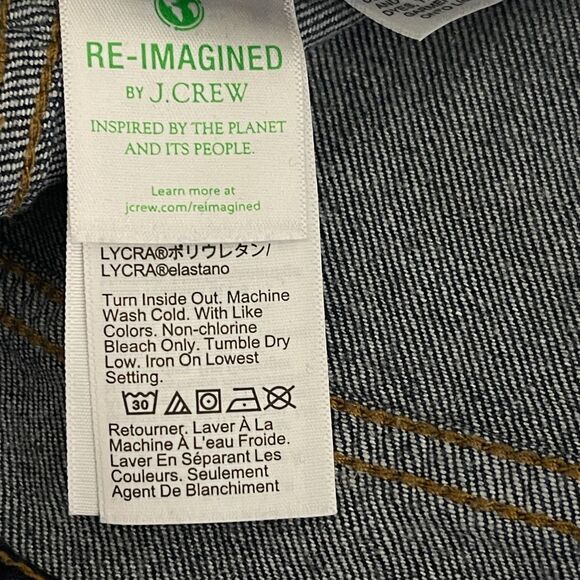 RE-IMAGINED
BY J.CREW
INSPIRED BY THE PLANET
AND ITS PEOPLE.
Learn more at
jcrew.com/reimagined
LYCRA®ポリウレタン/
LYCRA®elastano
Turn Inside Out. Machine
Wash Cold. With Like
Colors. Non-chlorine
Bleach Only. Tumble Dry
Low. Iron On Lowest
Setting.
30
Retourner. Laver À La
Machine À L'eau Froide.
Laver En Séparant Les
Couleurs. Seulement
Agent De Blanchiment